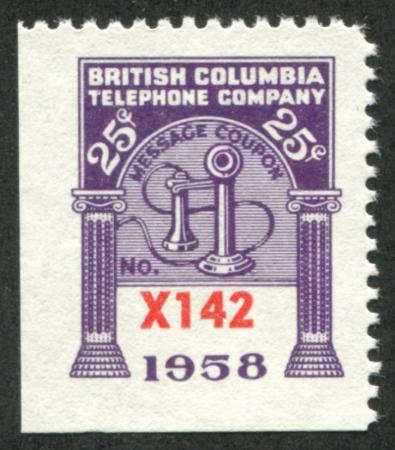 BRITISH COLUMBIA
TELEPHONE COMPANY
25¢ 25¢
MESSAGE COUPON
NO.
X142
1958